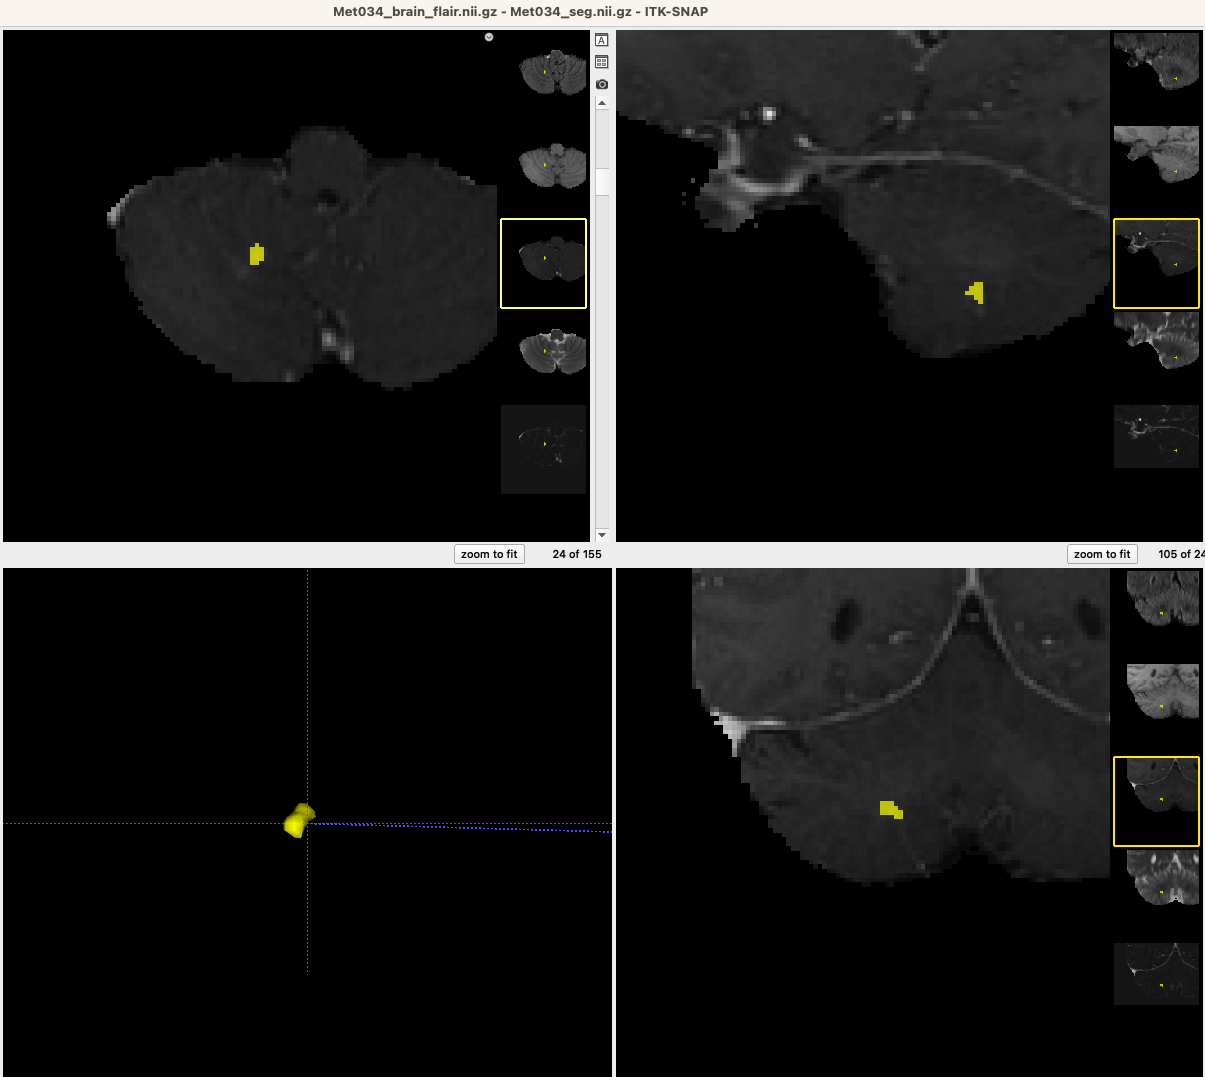 Met034_brain_flair.nii.gz - Met034_seg.nii.gz - ITK-SNAP
A
zoom to fit
24 of 155
zoom to fit
105 of 24